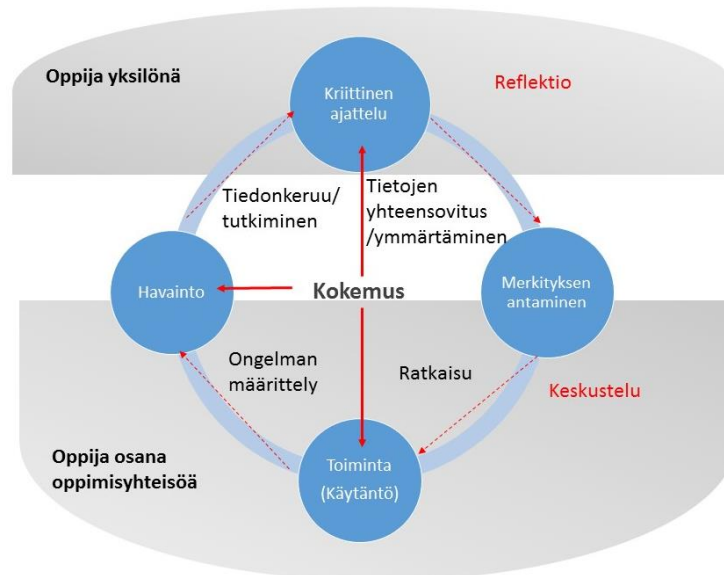 Oppija yksilönä
Kriittinen
ajattelu
Reflektio
Tiedonkeruu/
tutkiminen
Tietojen
yhteensovitus
/ymmärtäminen
Havainto
Kokemus
Merkityksen
antaminen
Ongelman
määrittely
Ratkaisu
Keskustelu
Oppija osana
oppimisyhteisöä
Toiminta
(Käytäntö)